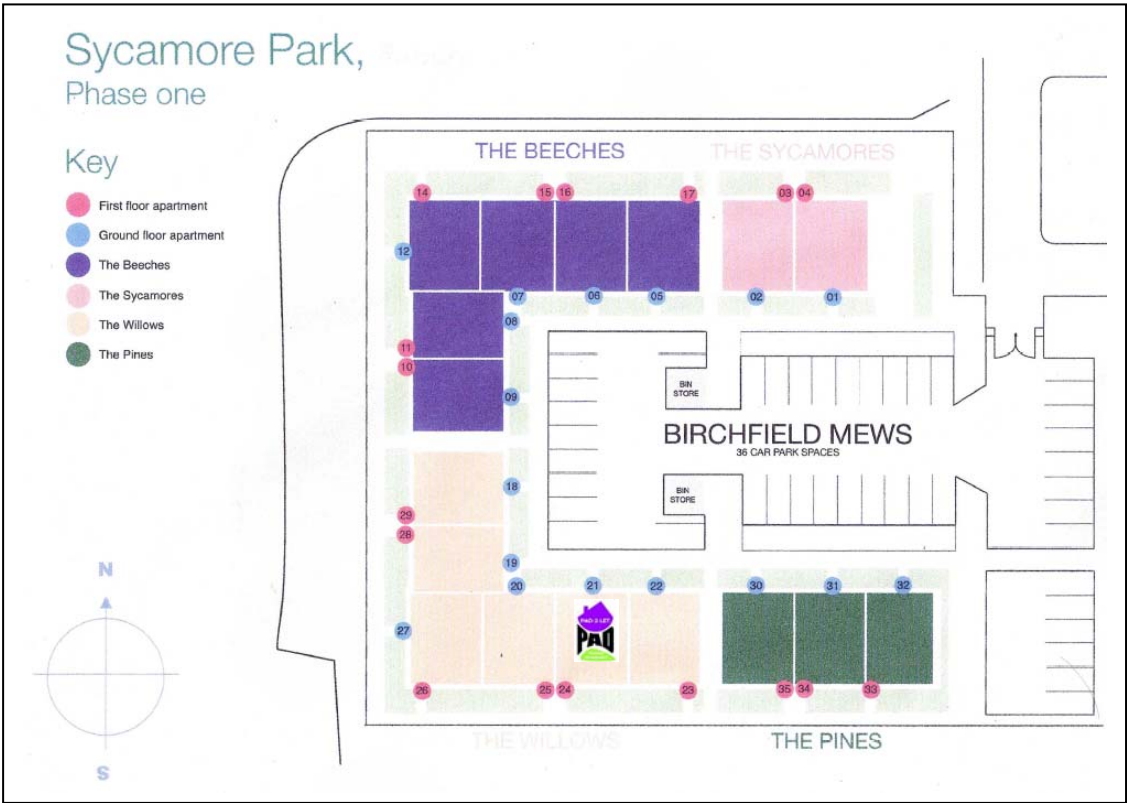 Sycamore Park,
Phase one
Key
First floor apartment
Ground floor apartment
The Beeches
The Sycamores
The Willows
The Pines
THE BEECHES
THE SYCAMORES
14
15
16
17
03
04
12
07
06
05
02
01
08
11
10
09
BIN
STORE
BIRCHFIELD MEWS
36 CAR PARK SPACES
BIN
STORE
18
29
28
19
20
21
22
30
31
32
27
PAD-2-LET
PAD
26
25
24
23
35
34
33
THE WILLOWS
THE PINES
N
S